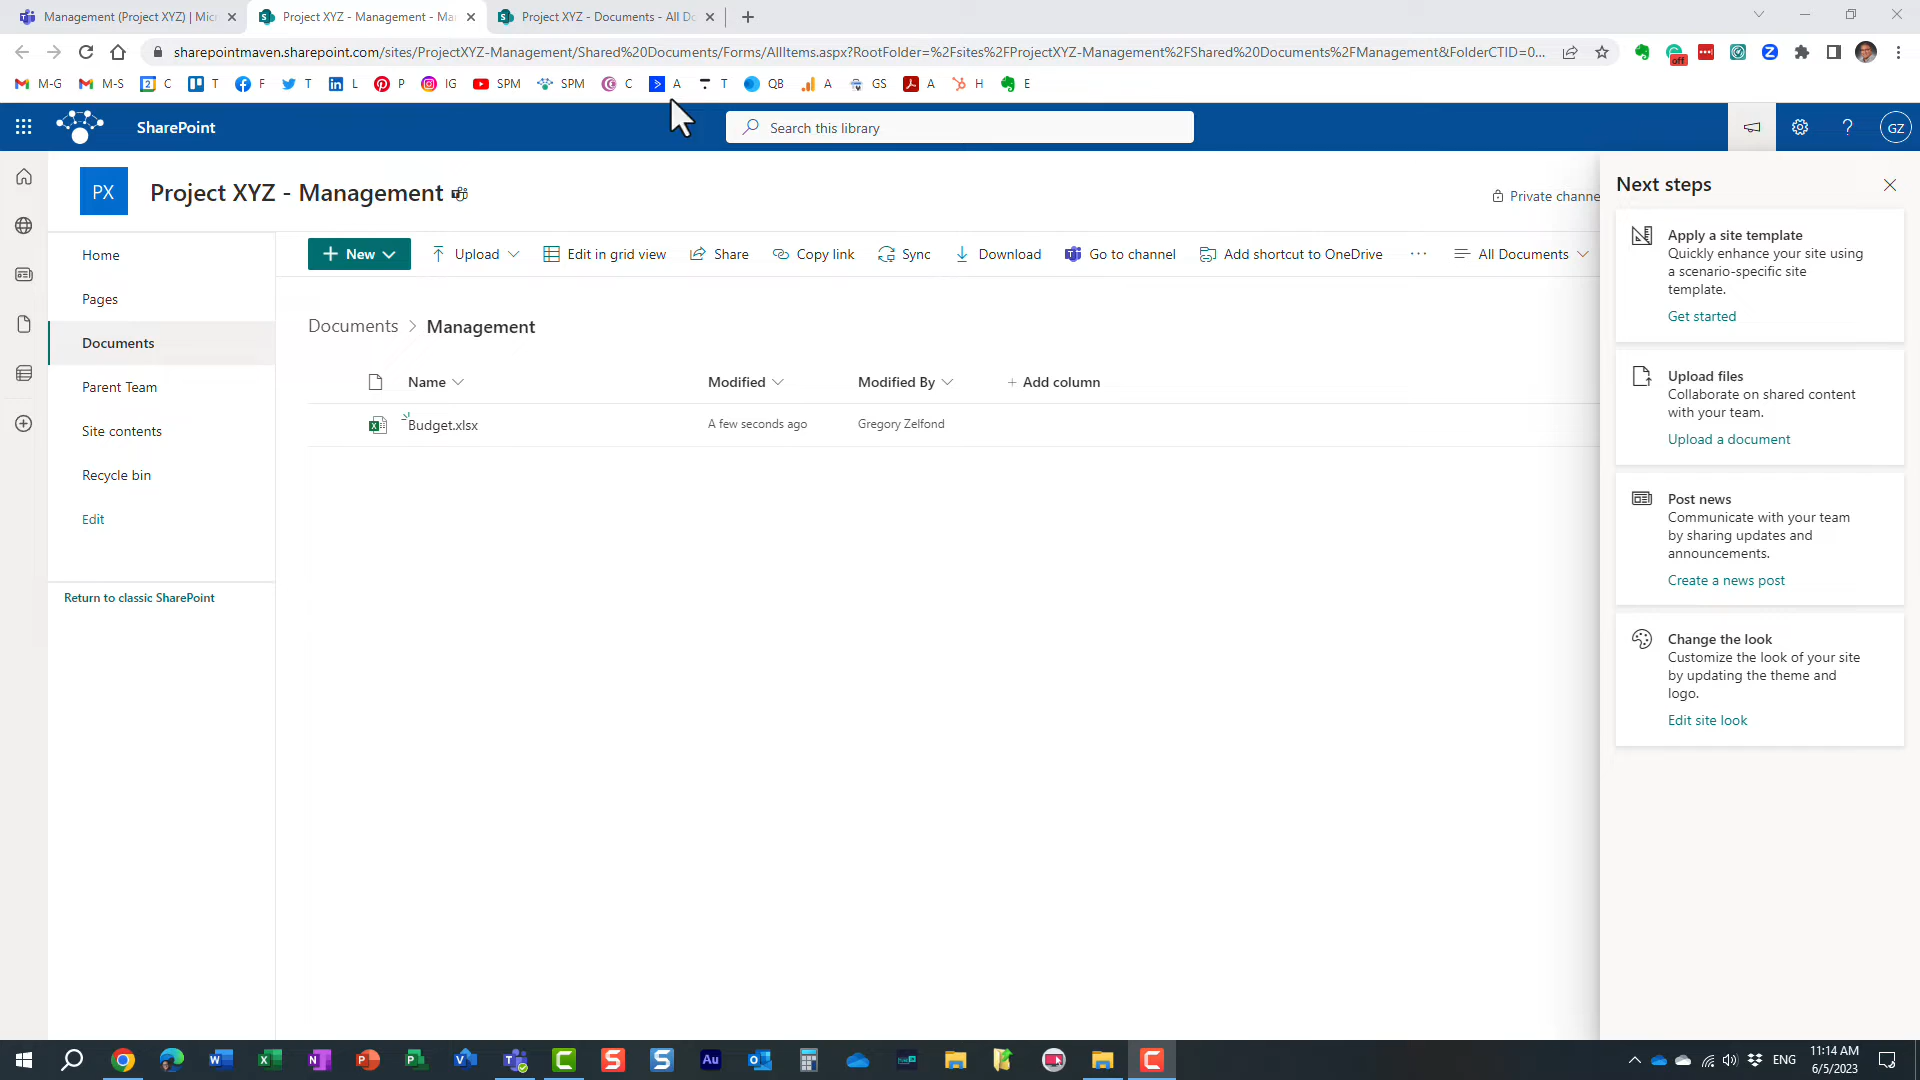 Management (Project XYZ) | Mic
Project XYZ - Management - Ma
Project XYZ - Documents - All Do
sharepointmaven.sharepoint.com/sites/ProjectXYZ-Management/Shared%20Documents/Forms/AllItems.aspx?RootFolder=%2Fsites%2FProjectXYZ-Management%2FShared%20Documents%2FManagement&FolderCTID=0...
off
M-G M-S C T F T L P IG SPM SPM C A T QB A GS A H E
SharePoint
Search this library
GZ
PX
Project XYZ - Management
Private channe
Home
Pages
Documents
Parent Team
Site contents
Recycle bin
Edit
Return to classic SharePoint
New
Upload
Edit in grid view
Share
Copy link
Sync
Download
Go to channel
Add shortcut to OneDrive
All Documents
Documents > Management
Name Modified Modified By Add column
Budget.xlsx A few seconds ago Gregory Zelfond
Next steps
Apply a site template
Quickly enhance your site using
a scenario-specific site
template.
Get started
Upload files
Collaborate on shared content
with your team.
Upload a document
Post news
Communicate with your team
by sharing updates and
announcements.
Create a news post
Change the look
Customize the look of your site
by updating the theme and
logo.
Edit site look
ENG
11:14 AM
6/5/2023